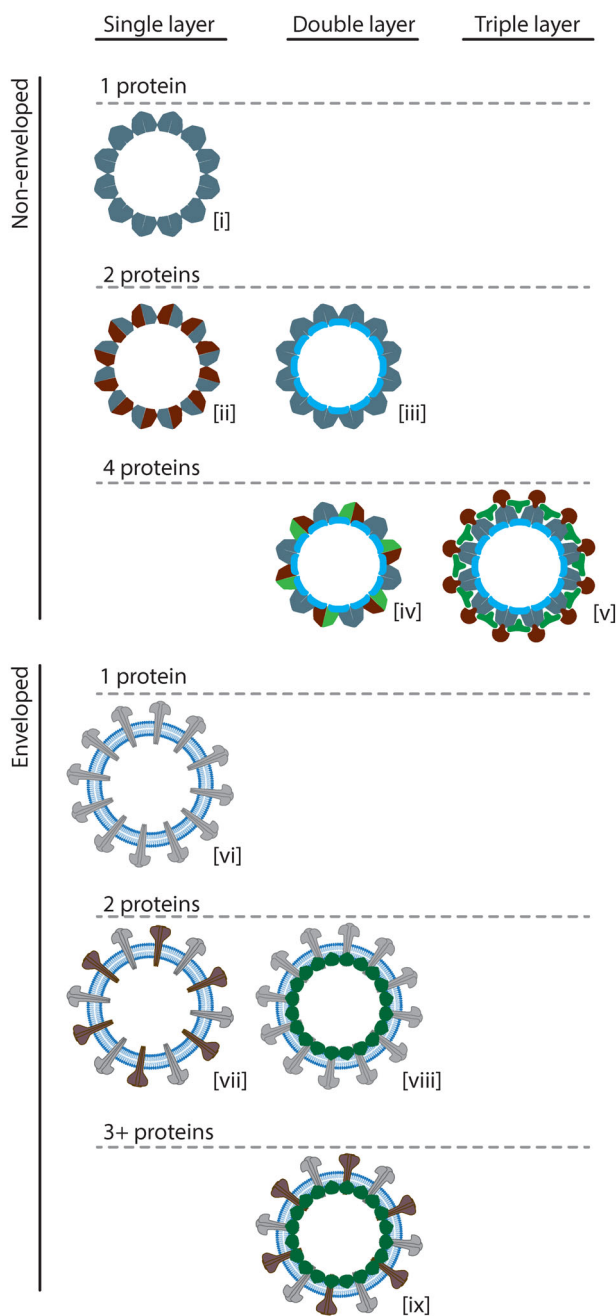 Single layer
Double layer
Triple layer
Non-enveloped
1 protein
[i]
2 proteins
[ii]
[iii]
4 proteins
[iv]
[v]
Enveloped
1 protein
[vi]
2 proteins
[vii]
[viii]
3+ proteins
[ix]